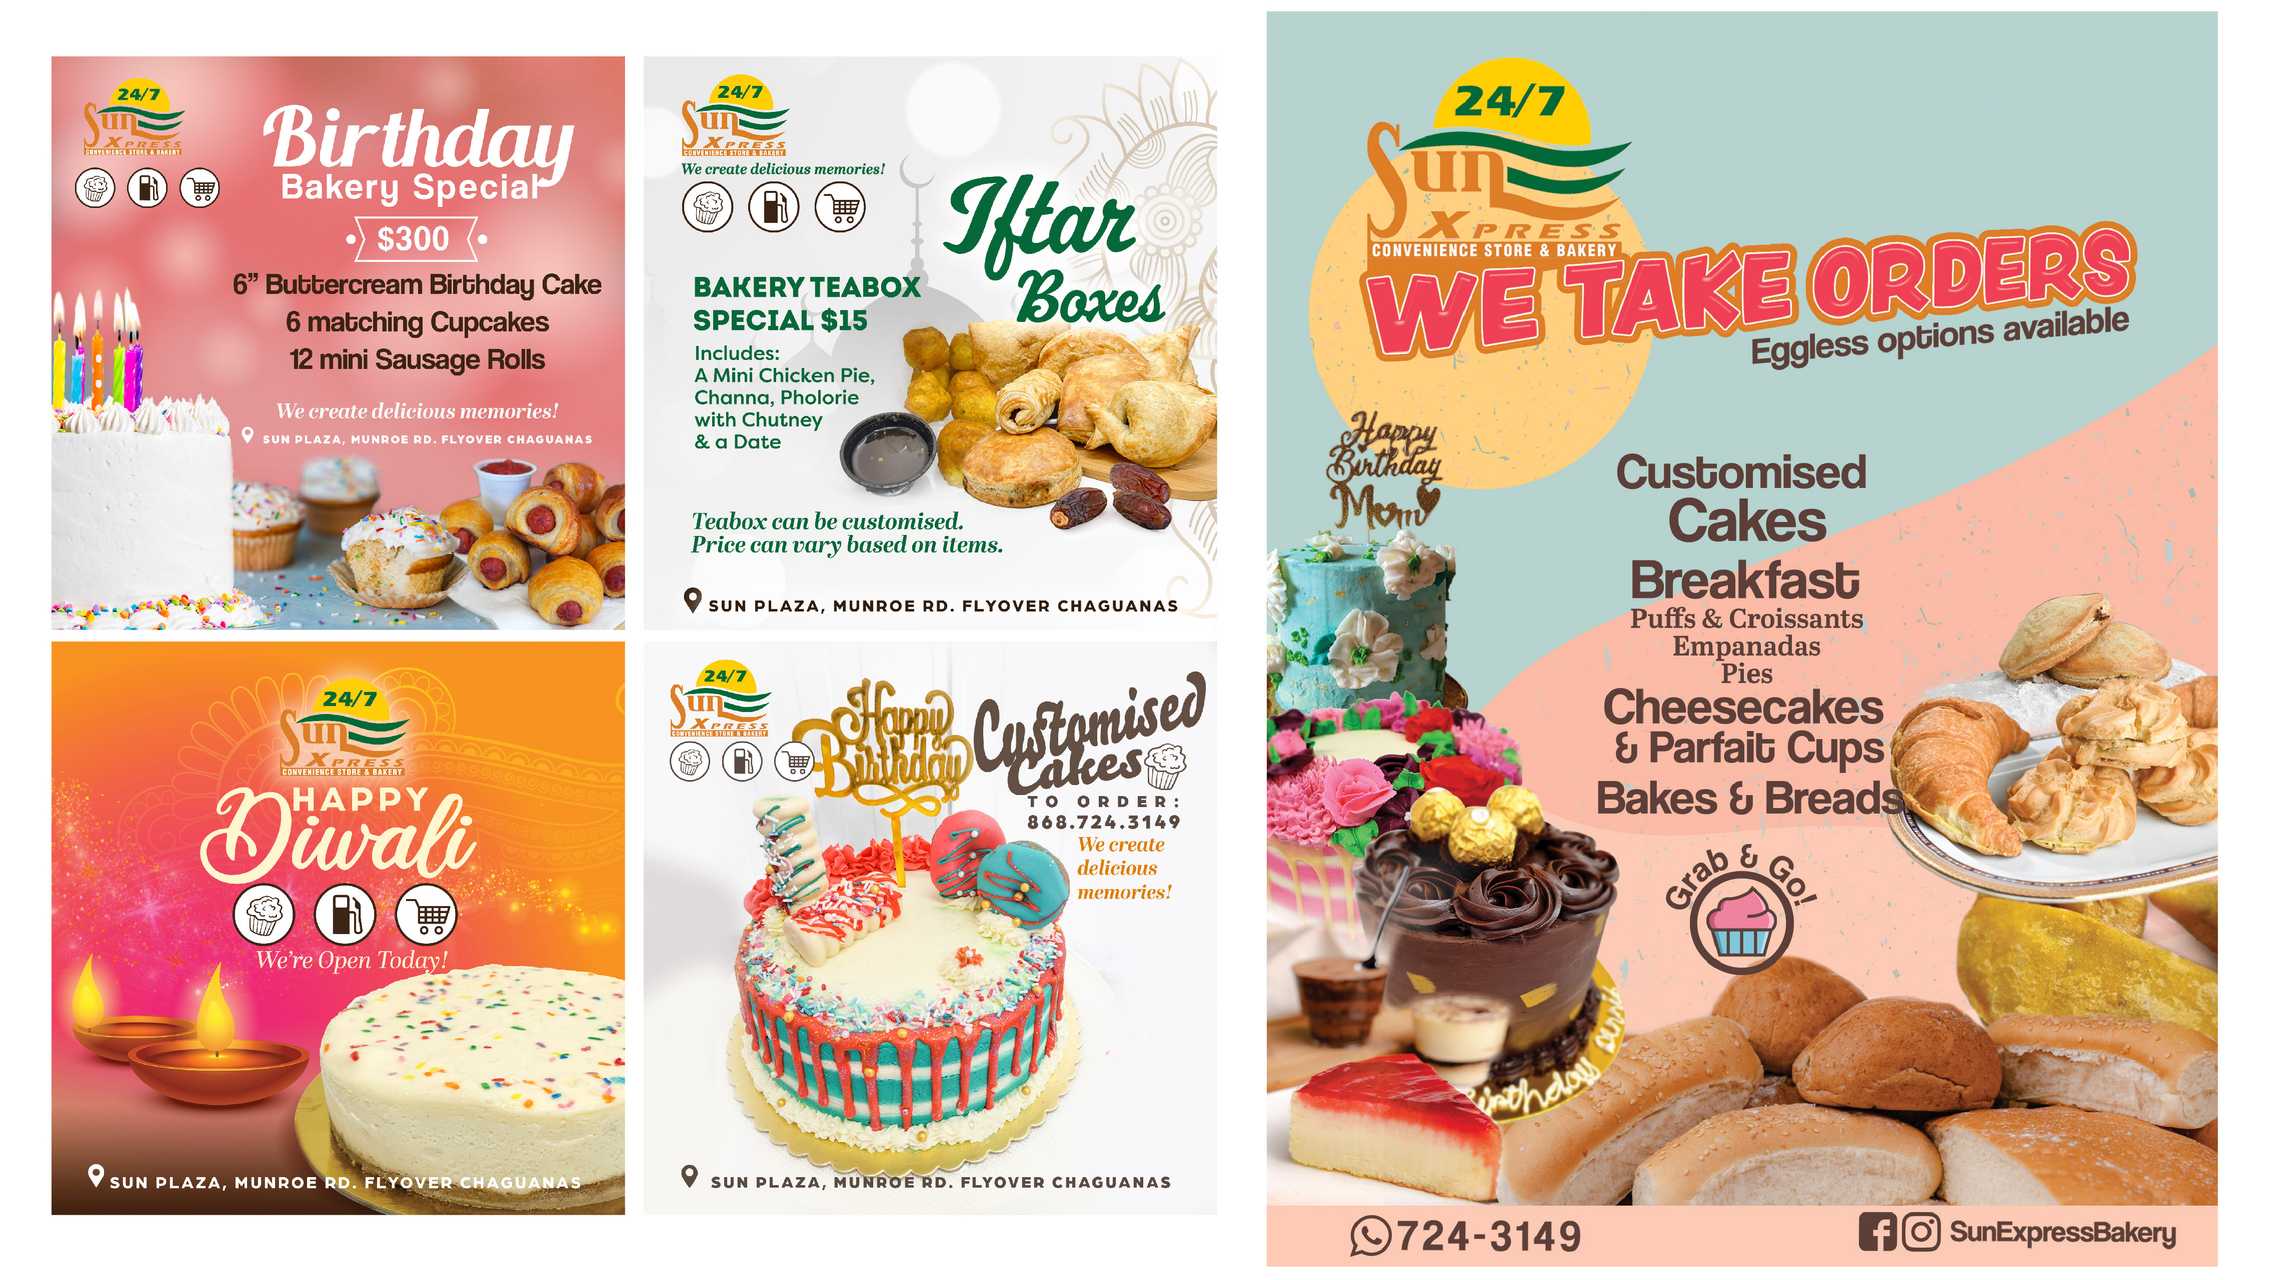 24/7
Sun
XPRESS
CONVENIENCE STORE & BAKERY
Birthday
Bakery Special
$300
6” Buttercream Birthday Cake
6 matching Cupcakes
12 mini Sausage Rolls
We create delicious memories!
SUN PLAZA, MUNROE RD. FLYOVER CHAGUANAS
24/7
Sun
XPRESS
CONVENIENCE STORE & BAKERY
We create delicious memories!
Iftar
Boxes
BAKERY TEABOX
SPECIAL $15
Includes:
A Mini Chicken Pie,
Channa, Pholorie
with Chutney
& a Date
Teabox can be customised.
Price can vary based on items.
SUN PLAZA, MUNROE RD. FLYOVER CHAGUANAS
24/7
Sun
XPRESS
CONVENIENCE STORE & BAKERY
HAPPY
Diwali
We’re Open Today!
SUN PLAZA, MUNROE RD. FLYOVER CHAGUANAS
24/7
Sun
XPRESS
CONVENIENCE STORE & BAKERY
Happy
Birthday
Customised
Cakes
TO ORDER:
868.724.3149
We create
delicious
memories!
SUN PLAZA, MUNROE RD. FLYOVER CHAGUANAS
24/7
Sun
XPRESS
CONVENIENCE STORE & BAKERY
WE TAKE ORDERS
Eggless options available
Happy
Birthday
Mom
Customised
Cakes
Breakfast
Puffs & Croissants
Empanadas
Pies
Cheesecakes
& Parfait Cups
Bakes & Breads
Grab & Go!
724-3149
SunExpressBakery